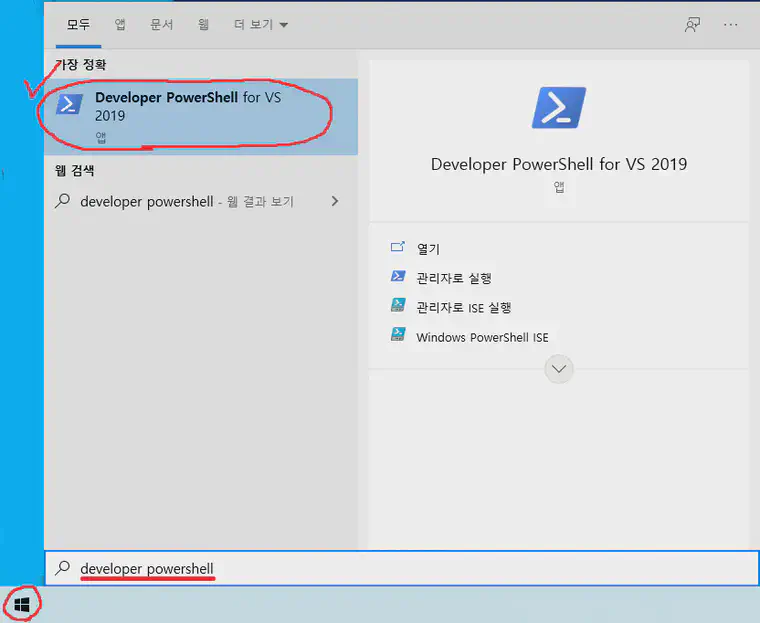 모두 앱 문서 웹 더 보기
가장 정확
Developer PowerShell for VS
2019
앱
웹 검색
developer powershell - 웹 결과 보기
Developer PowerShell for VS 2019
앱
열기
관리자로 실행
관리자로 ISE 실행
Windows PowerShell ISE
developer powershell